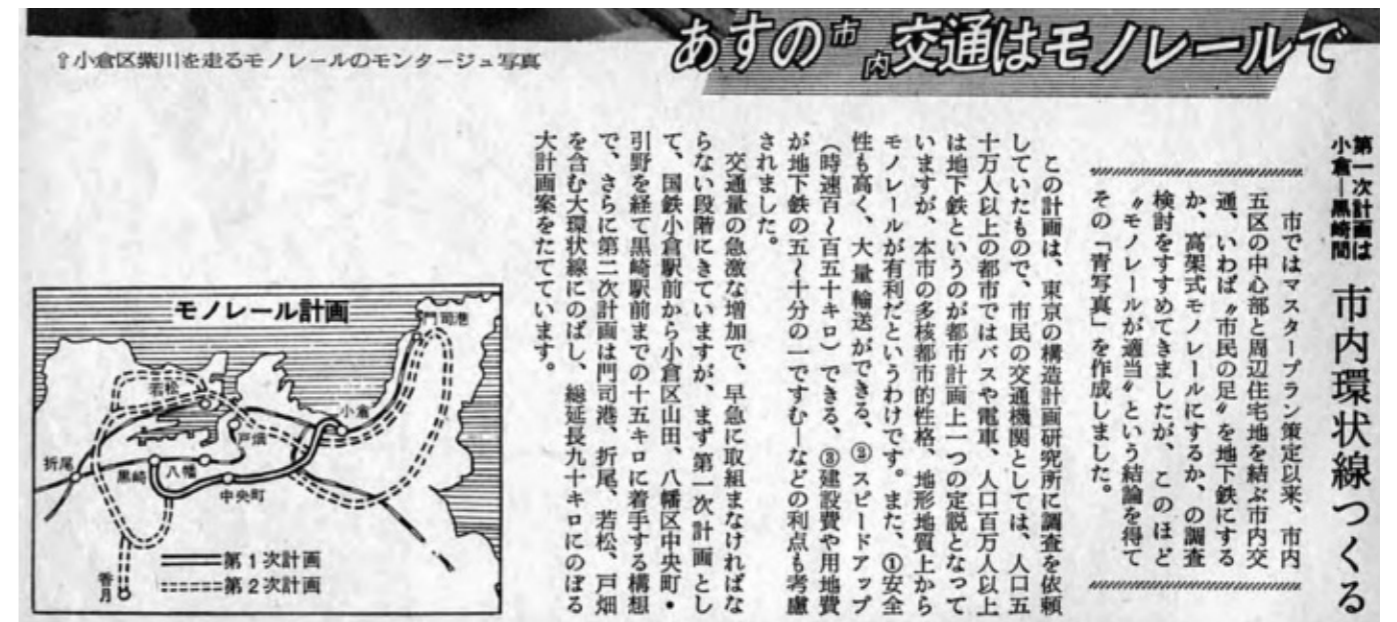 あすの市内交通はモノレールで
⇧小倉区紫川を走るモノレールのモンタージュ写真
第一次計画は
小倉―黒崎間
市内環状線つくる
市ではマスタープラン策定以来、市内
五区の中心部と周辺住宅地を結ぶ市内交
通、いわば〝市民の足〟を地下鉄にする
か、高架式モノレールにするか、の調査
検討をすすめてきましたが、このほど
〝モノレールが適当〟という結論を得て
その「青写真」を作成しました。
この計画は、東京の構造計画研究所に調査を依頼
していたもので、市民の交通機関としては、人口五
十万人以上の都市ではバスや電車、人口百万人以上
は地下鉄というのが都市計画上一つの定説となって
いますが、本市の多核都市的性格、地形地質上から
モノレールが有利だというわけです。また、①安全
性も高く、大量輸送ができる、②スピードアップ
(時速百〜百五十キロ)できる、③建設費や用地費
が地下鉄の五〜十分の一ですむ―などの利点も考慮
されました。
交通量の急激な増加で、早急に取組まなければな
らない段階にきていますが、まず第一次計画とし
て、国鉄小倉駅前から小倉区山田、八幡区中央町・
引野を経て黒崎駅前までの十五キロに着手する構想
で、さらに第二次計画は門司港、折尾、若松、戸畑
を含む大環状線にのばし、総延長九十キロにのぼる
大計画案をたてています。
モノレール計画
門司港
若松
小倉
戸畑
折尾
黒崎
八幡
中央町
香月
第1次計画
第2次計画